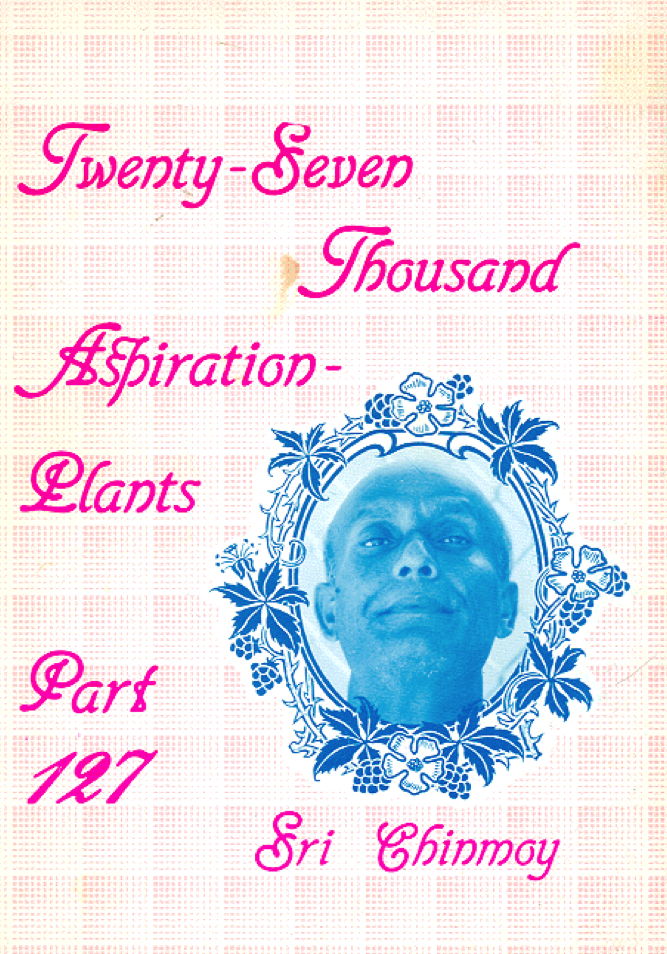 Twenty-Seven
Thousand
Aspiration-
Plants
Part
127
Sri Chinmoy